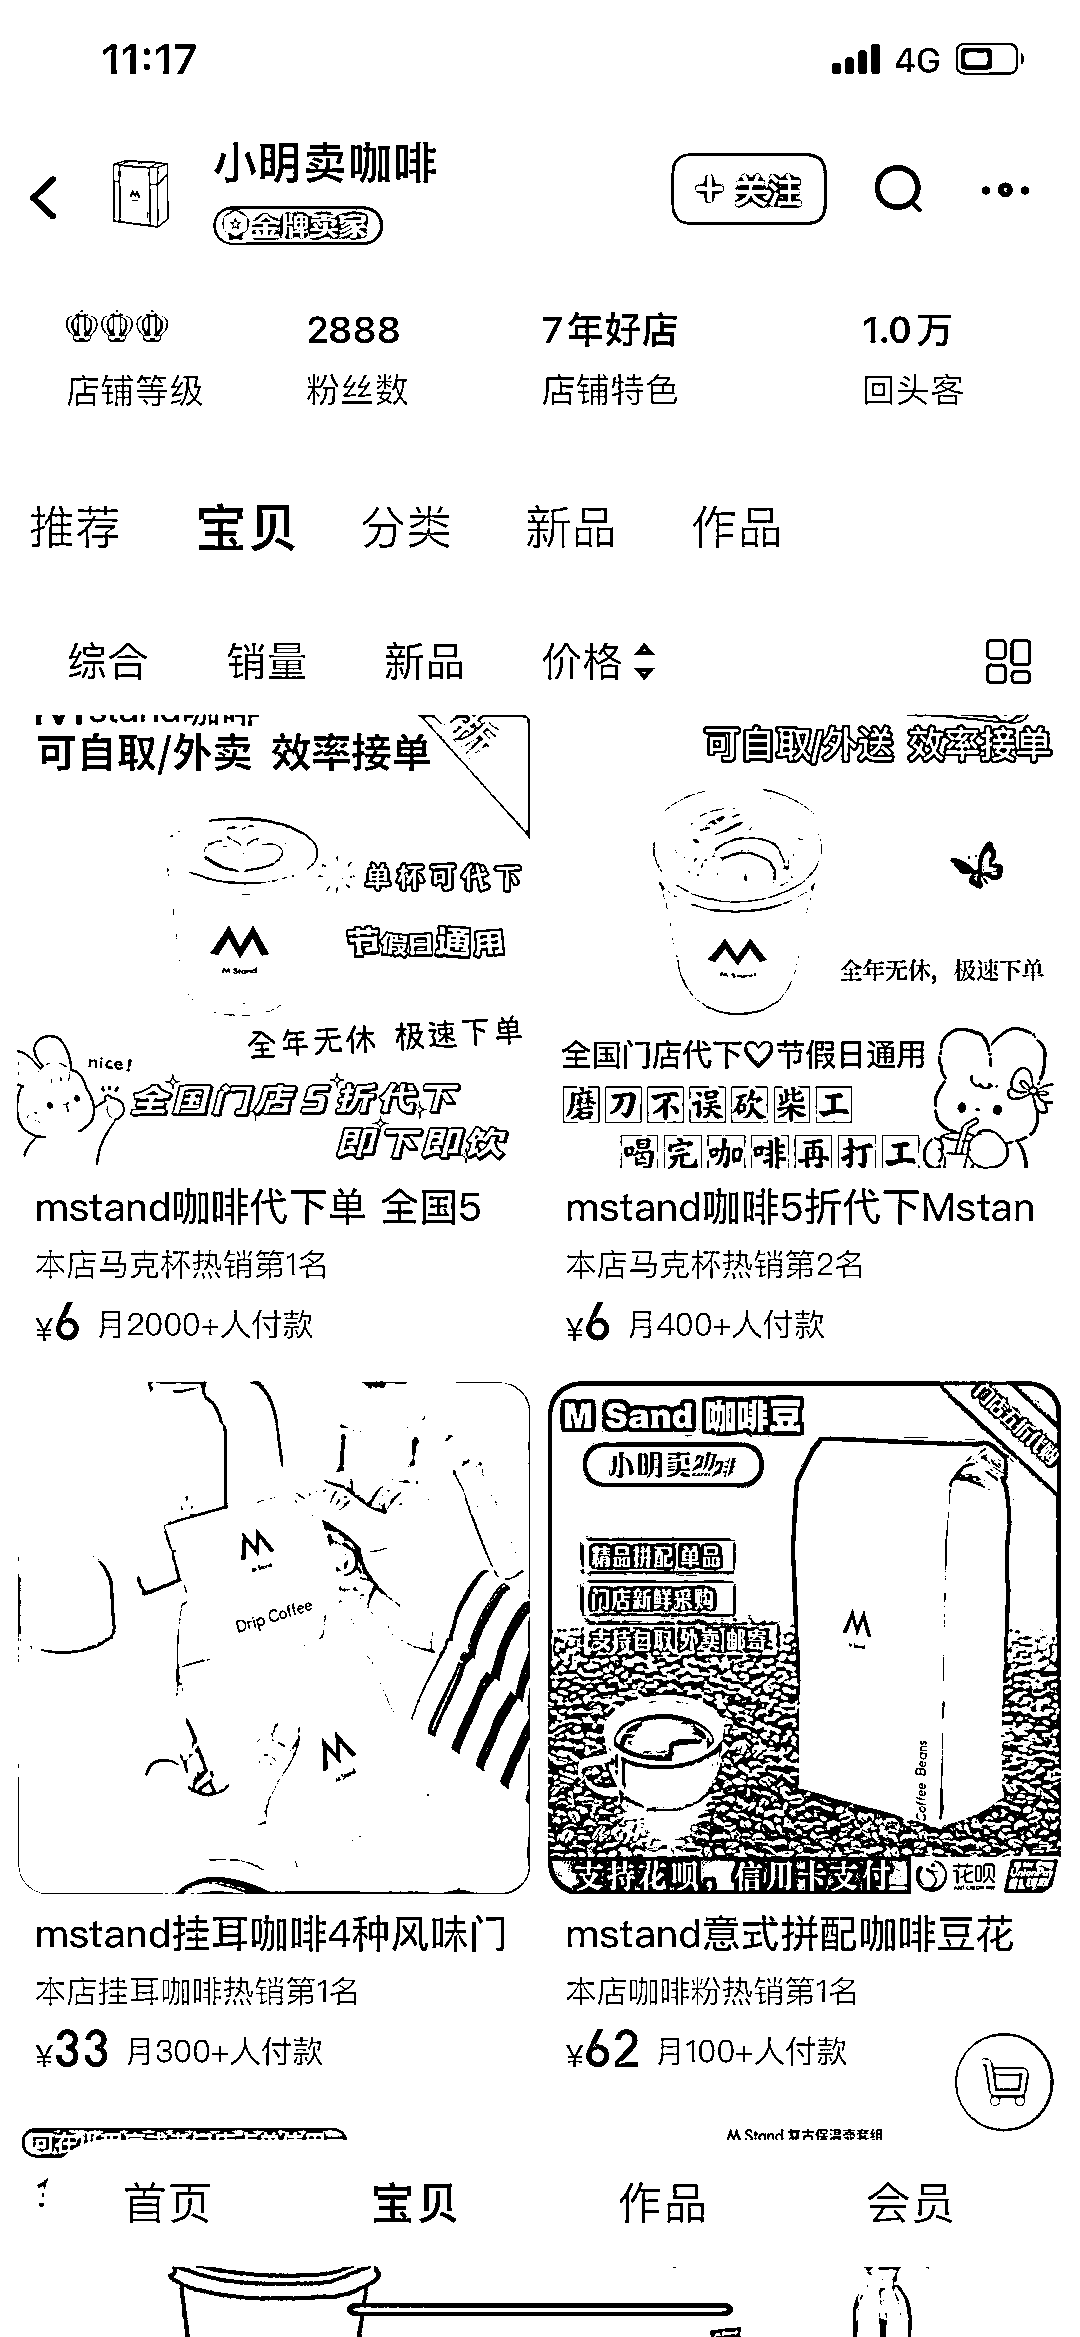 11:17
4G
小明卖咖啡
关注
金牌卖家
2888
7年好店
1.0万
店铺等级
粉丝数
店铺特色
回头客
推荐
宝贝
分类
新品
作品
综合
销量
新品
价格
可自取/外卖 效率接单
单杯可代下
节假日通用
M Stand
全年无休 极速下单
nice!
全国门店5折代下
即下即饮
mstand咖啡代下单 全国5
本店马克杯热销第1名
¥6 月2000+人付款
可自取/外送 效率接单
M Stand
全年无休，极速下单
全国门店代下♡节假日通用
磨刀不误砍柴工
喝完咖啡再打工
mstand咖啡5折代下Mstan
本店马克杯热销第2名
¥6 月400+人付款
Drip Coffee
mstand挂耳咖啡4种风味门
本店挂耳咖啡热销第1名
¥33 月300+人付款
M Sand 咖啡豆
门店五折代购
小明卖咖啡
精品拼配单品
门店新鲜采购
支持自取外卖邮寄
Coffee Beans
支持花呗，信用卡支付
花呗
mstand意式拼配咖啡豆花
本店咖啡粉热销第1名
¥62 月100+人付款
M Stand 复古保温壶套组
首页
宝贝
作品
会员